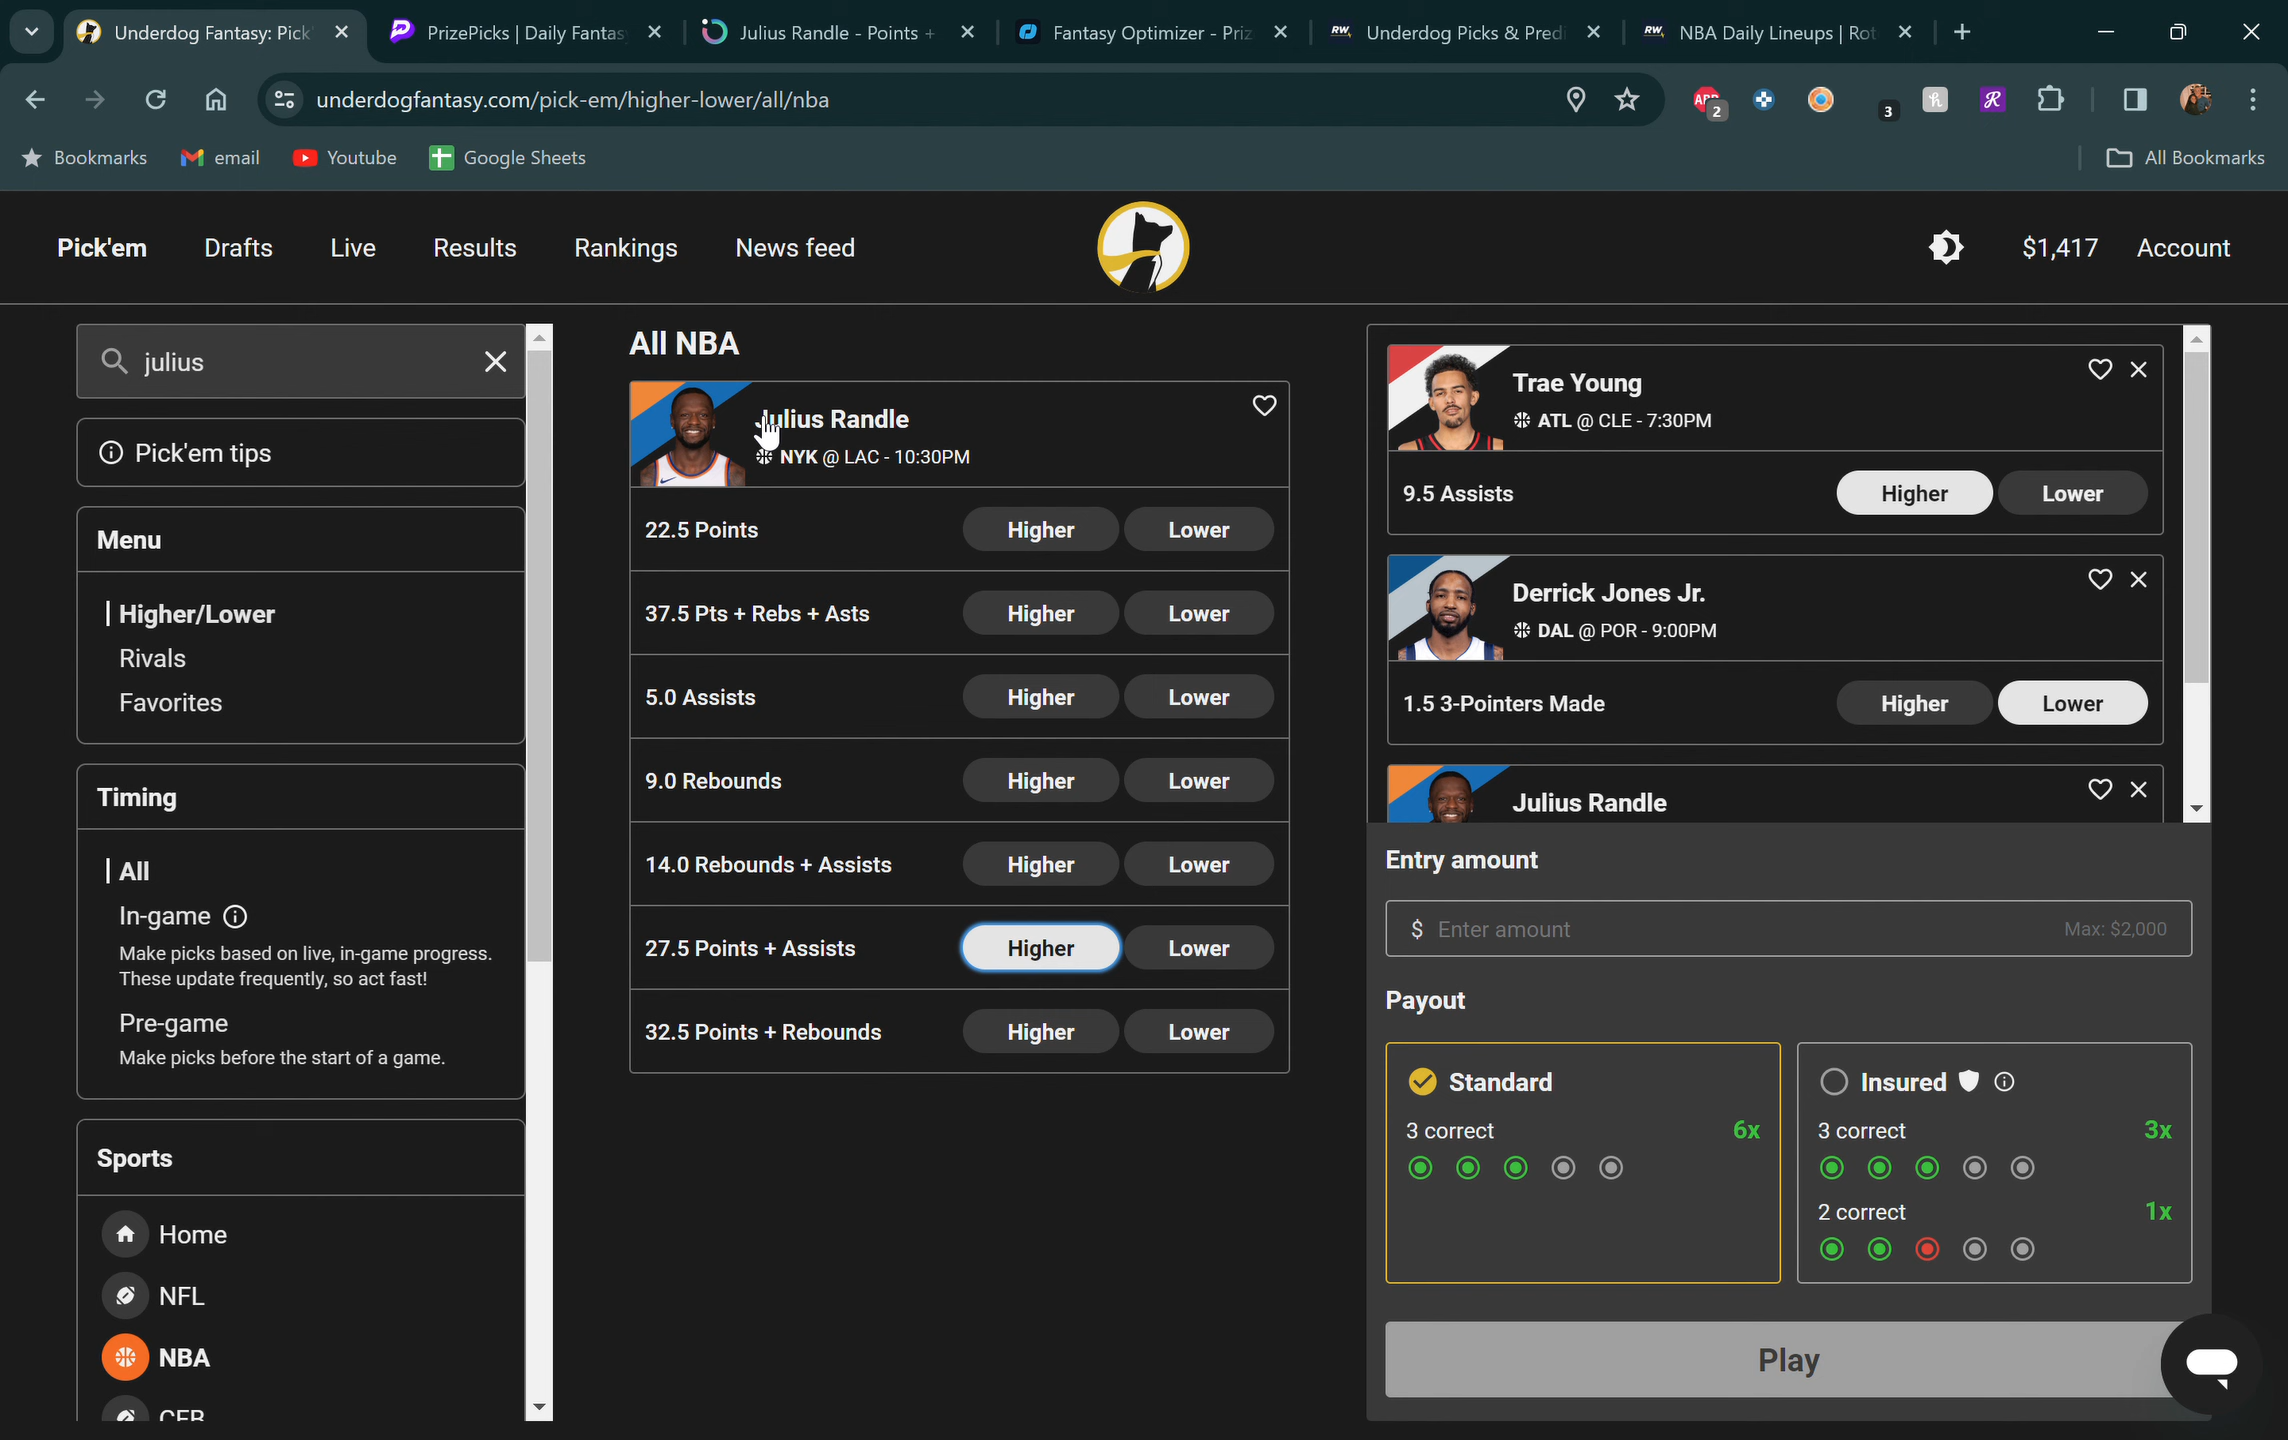 Underdog Fantasy: Pick'
PrizePicks | Daily Fantas
Julius Randle - Points +
Fantasy Optimizer - Priz
RW Underdog Picks & Predi
RW NBA Daily Lineups | Rot
underdogfantasy.com/pick-em/higher-lower/all/nba
ABP 2
3
Bookmarks
email
Youtube
Google Sheets
All Bookmarks
Pick'em
Drafts
Live
Results
Rankings
News feed
$1,417
Account
julius
Pick'em tips
Menu
Higher/Lower
Rivals
Favorites
Timing
All
In-game
Make picks based on live, in-game progress.
These update frequently, so act fast!
Pre-game
Make picks before the start of a game.
Sports
Home
NFL
NBA
CFB
All NBA
Julius Randle
NYK @ LAC - 10:30PM
22.5 Points Higher Lower
37.5 Pts + Rebs + Asts Higher Lower
5.0 Assists Higher Lower
9.0 Rebounds Higher Lower
14.0 Rebounds + Assists Higher Lower
27.5 Points + Assists Higher Lower
32.5 Points + Rebounds Higher Lower
Trae Young
ATL @ CLE - 7:30PM
9.5 Assists Higher Lower
Derrick Jones Jr.
DAL @ POR - 9:00PM
1.5 3-Pointers Made Higher Lower
Julius Randle
Entry amount
$ Enter amount Max: $2,000
Payout
Standard
3 correct 6x
Insured
3 correct 3x
2 correct 1x
Play